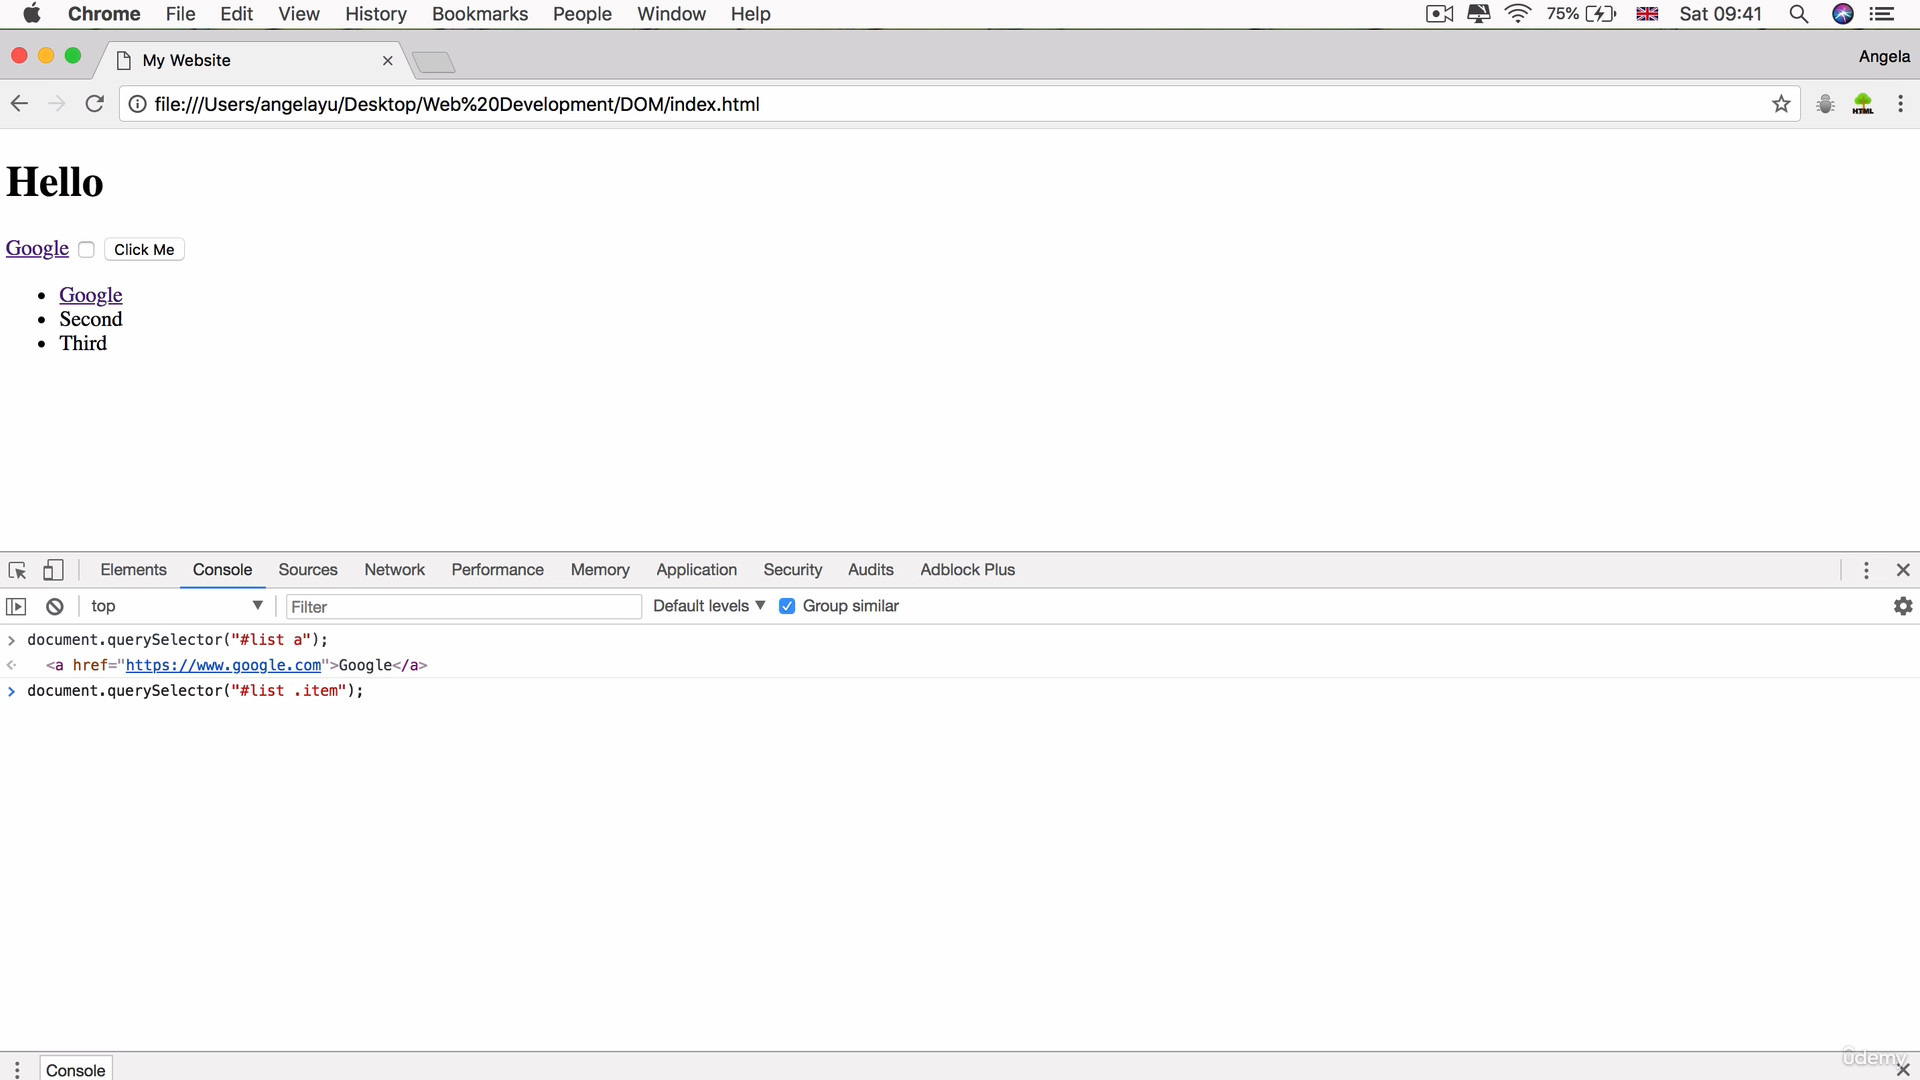 Chrome File Edit View History Bookmarks People Window Help 75% Sat 09:41
My Website Angela
file:///Users/angelayu/Desktop/Web%20Development/DOM/index.html HTML
Hello
Google Click Me
Google
Second
Third
Elements Console Sources Network Performance Memory Application Security Audits Adblock Plus
top Filter Default levels Group similar
document.querySelector("#list a");
<a href="https://www.google.com">Google</a>
document.querySelector("#list .item");
Console
ûdemy